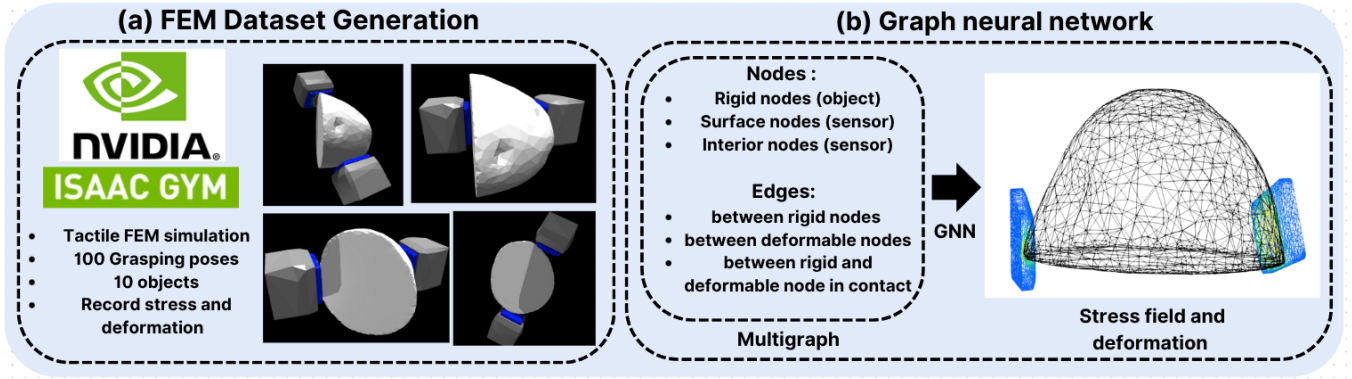 (a) FEM Dataset Generation
NVIDIA®
ISAAC GYM
• Tactile FEM simulation
• 100 Grasping poses
• 10 objects
• Record stress and
deformation
(b) Graph neural network
Nodes :
• Rigid nodes (object)
• Surface nodes (sensor)
• Interior nodes (sensor)
Edges:
• between rigid nodes
• between deformable nodes
• between rigid and
deformable node in contact
Multigraph
GNN
Stress field and
deformation